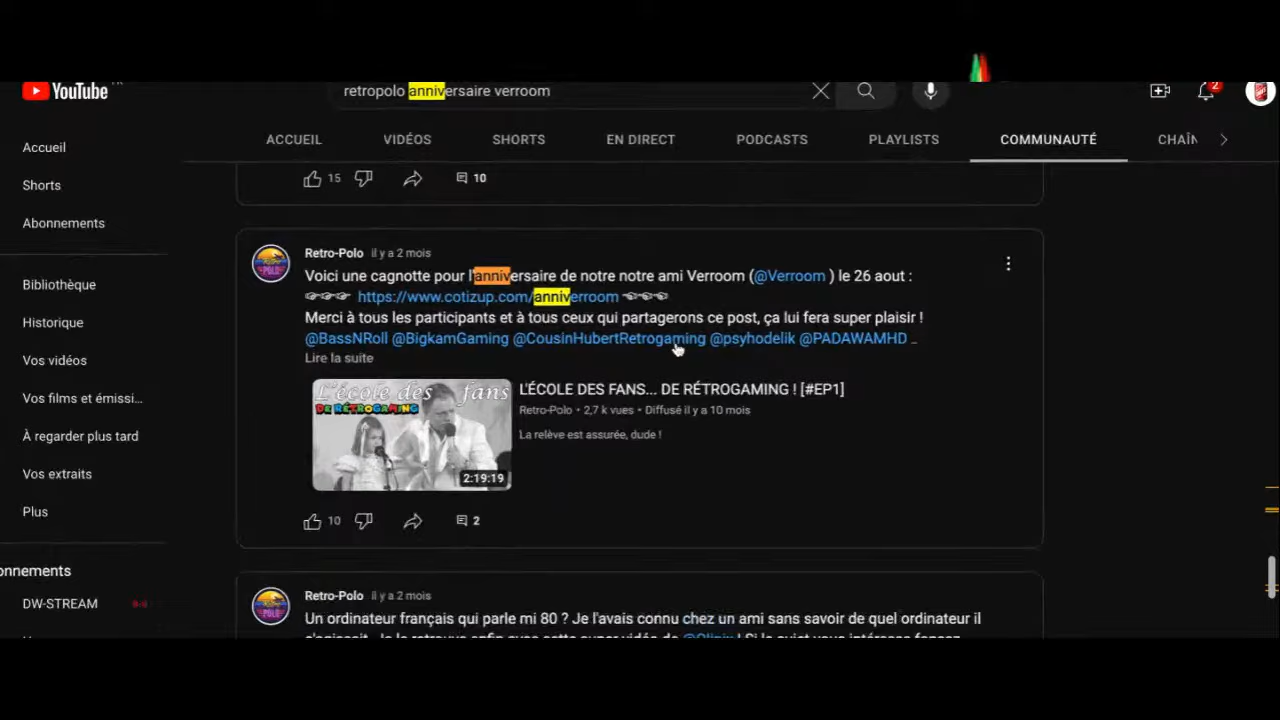 YouTube
retropolo anniversaire verroom
2
ACCUEIL
VIDÉOS
SHORTS
EN DIRECT
PODCASTS
PLAYLISTS
COMMUNAUTÉ
CHAÎN
Accueil
Shorts
Abonnements
Bibliothèque
Historique
Vos vidéos
Vos films et émissi...
À regarder plus tard
Vos extraits
Plus
onnements
DW-STREAM
15
10
Retro-Polo il y a 2 mois
Voici une cagnotte pour l'anniversaire de notre notre ami Verroom (@Verroom ) le 26 aout :
👉👉👉 https://www.cotizup.com/anniverroom 👈👈👈
Merci à tous les participants et à tous ceux qui partagerons ce post, ça lui fera super plaisir !
@BassNRoll @BigkamGaming @CousinHubertRetrogaming @psyhodelik @PADAWAMHD ...
Lire la suite
L'école des fans
DE RÉTROGAMING
2:19:19
L'ÉCOLE DES FANS... DE RÉTROGAMING ! [#EP1]
Retro-Polo • 2,7 k vues • Diffusé il y a 10 mois
La relève est assurée, dude !
10
2
Retro-Polo il y a 2 mois
Un ordinateur français qui parle mi 80 ? Je l'avais connu chez un ami sans savoir de quel ordinateur il